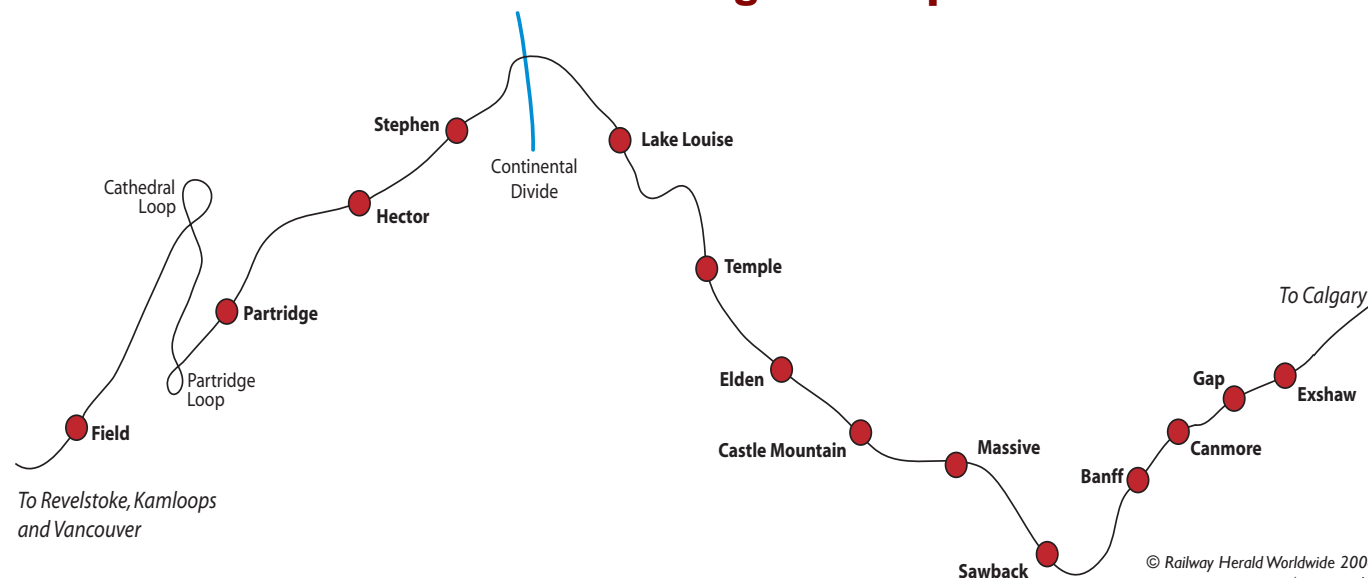 Stephen
Lake Louise
Continental
Divide
Cathedral
Loop
Hector
Temple
To Calgary
Partridge
Elden
Gap
Exshaw
Partridge
Loop
Field
Castle Mountain
Massive
Canmore
Banff
To Revelstoke, Kamloops
and Vancouver
Sawback
© Railway Herald Worldwide 200